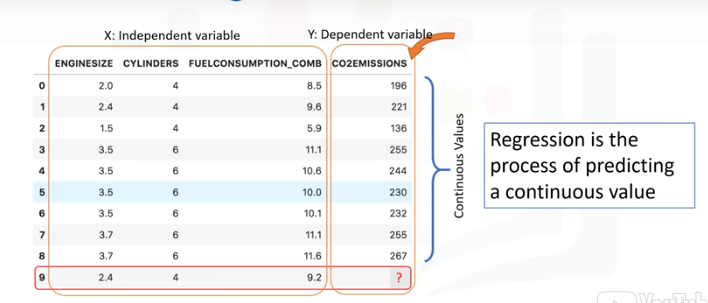 X: Independent variable Y: Dependent variable
ENGINESIZE CYLINDERS FUELCONSUMPTION_COMB CO2EMISSIONS
0 2.0 4 8.5 196
1 2.4 4 9.6 221
2 1.5 4 5.9 136
3 3.5 6 11.1 255
4 3.5 6 10.6 244
5 3.5 6 10.0 230
6 3.5 6 10.1 232
7 3.7 6 11.1 255
8 3.7 6 11.6 267
9 2.4 4 9.2 ?
Continuous Values
Regression is the
process of predicting
a continuous value